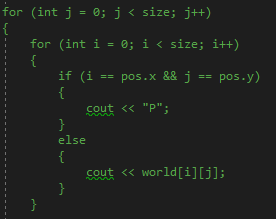 for (int j = 0; j < size; j++)
{
    for (int i = 0; i < size; i++)
    {
        if (i == pos.x && j == pos.y)
        {
            cout << "P";
        }
        else
        {
            cout << world[i][j];
        }
    }